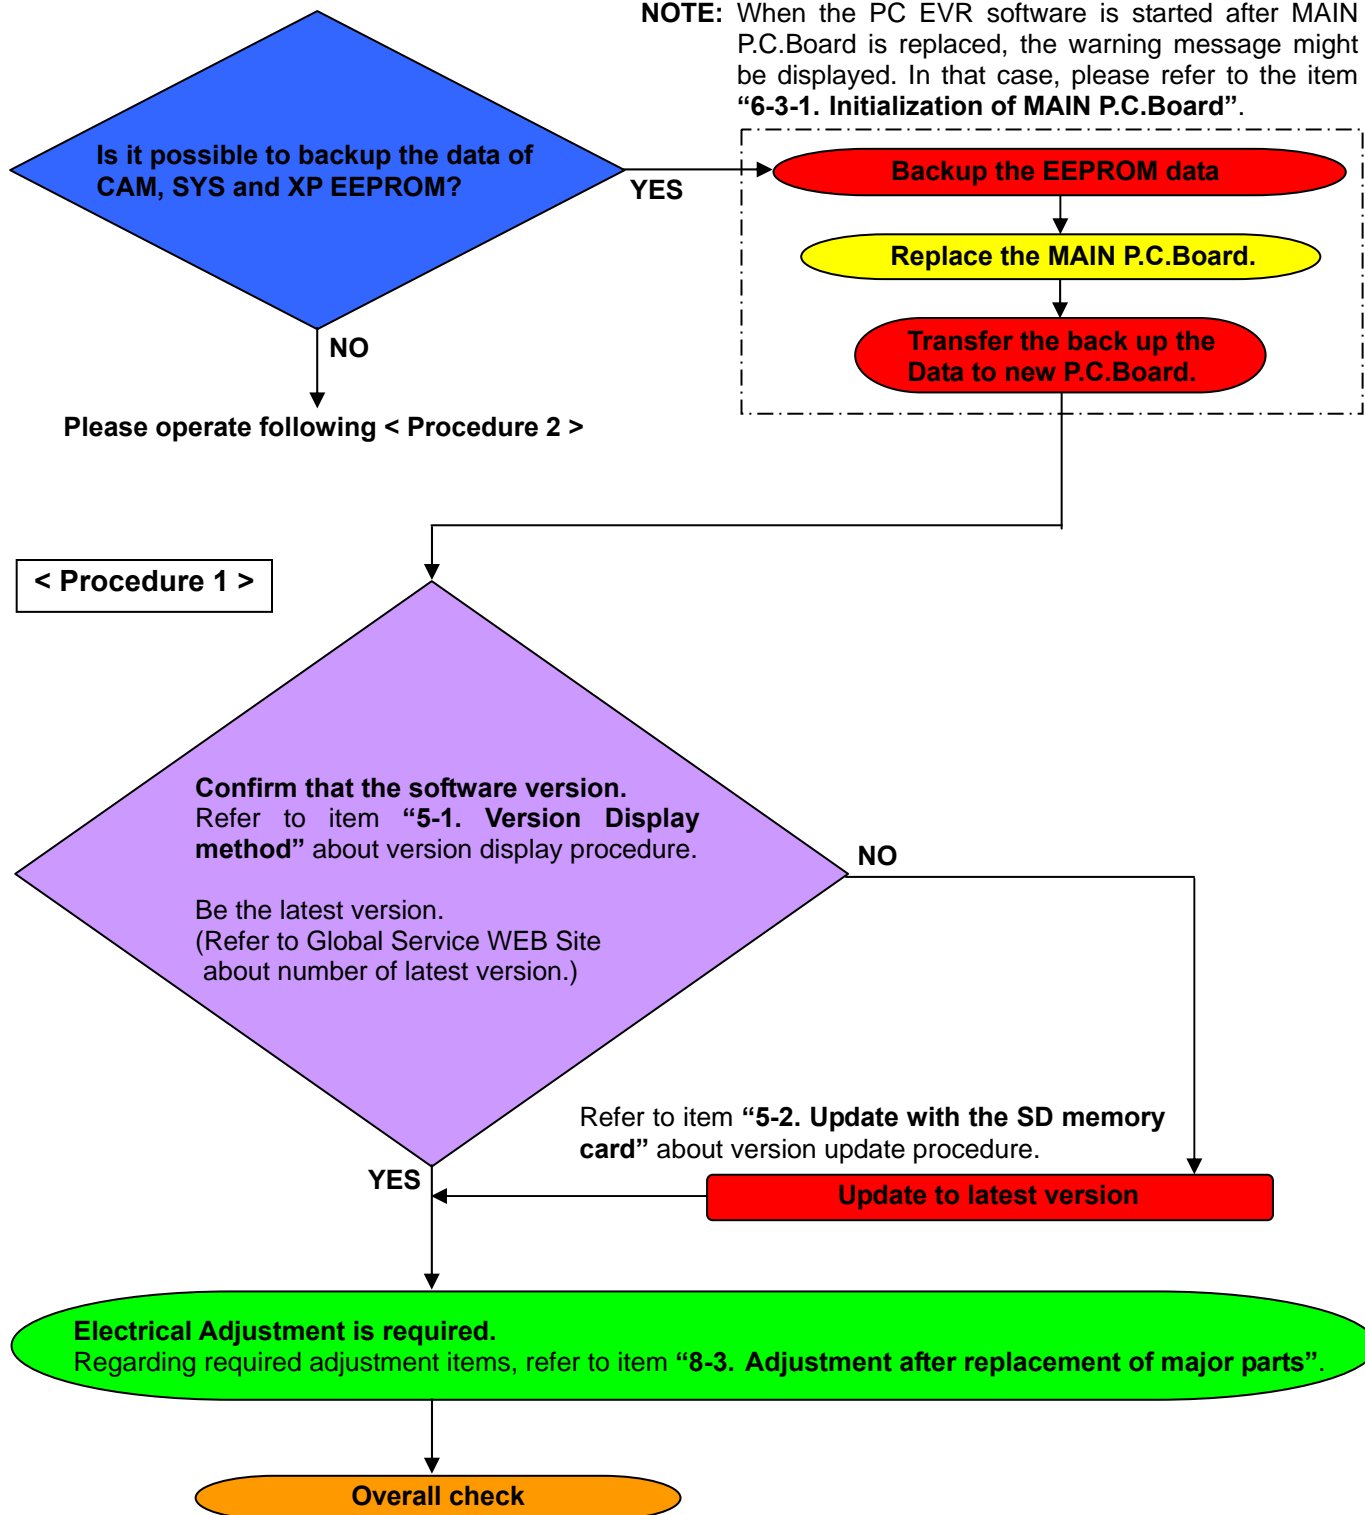 NOTE: When the PC EVR software is started after MAIN
P.C.Board is replaced, the warning message might
be displayed. In that case, please refer to the item
“6-3-1. Initialization of MAIN P.C.Board”.
Is it possible to backup the data of
CAM, SYS and XP EEPROM?
YES
Backup the EEPROM data
Replace the MAIN P.C.Board.
Transfer the back up the
Data to new P.C.Board.
NO
Please operate following < Procedure 2 >
< Procedure 1 >
Confirm that the software version.
Refer to item “5-1. Version Display
method” about version display procedure.
Be the latest version.
(Refer to Global Service WEB Site
about number of latest version.)
NO
Refer to item “5-2. Update with the SD memory
card” about version update procedure.
YES
Update to latest version
Electrical Adjustment is required.
Regarding required adjustment items, refer to item “8-3. Adjustment after replacement of major parts”.
Overall check